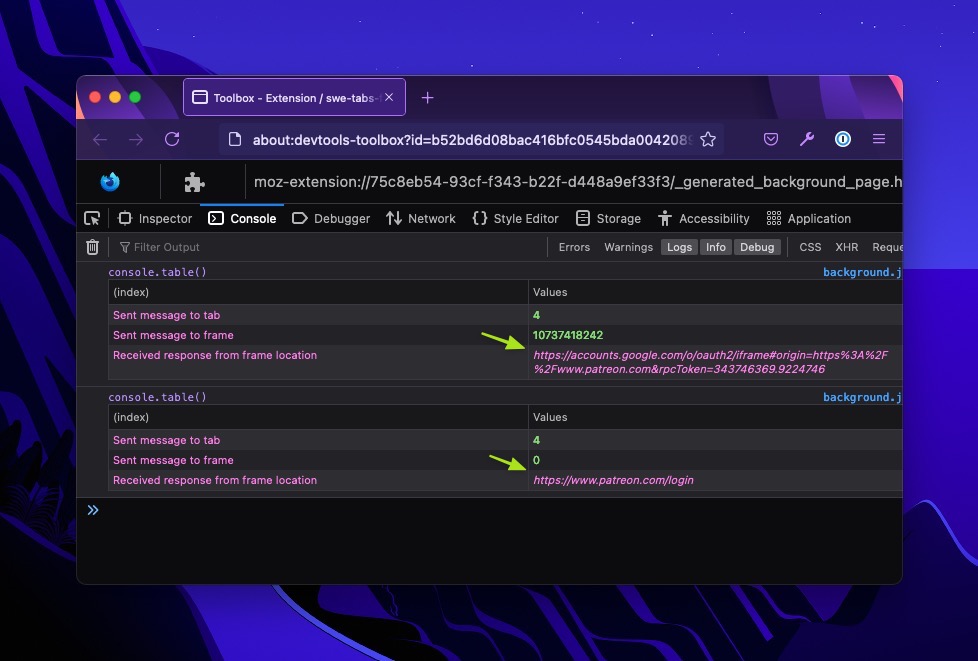 Toolbox - Extension / swe-tabs-
about:devtools-toolbox?id=b52bd6d08bac416bfc0545bda0042089
moz-extension://75c8eb54-93cf-f343-b22f-d448a9ef33f3/_generated_background_page.h
Inspector Console Debugger Network Style Editor Storage Accessibility Application
Filter Output Errors Warnings Logs Info Debug CSS XHR Reque
console.table() background.j
(index) Values
Sent message to tab 4
Sent message to frame 10737418242
Received response from frame location https://accounts.google.com/o/oauth2/iframe#origin=https%3A%2F
%2Fwww.patreon.com&rpcToken=343746369.9224746
console.table() background.j
(index) Values
Sent message to tab 4
Sent message to frame 0
Received response from frame location https://www.patreon.com/login